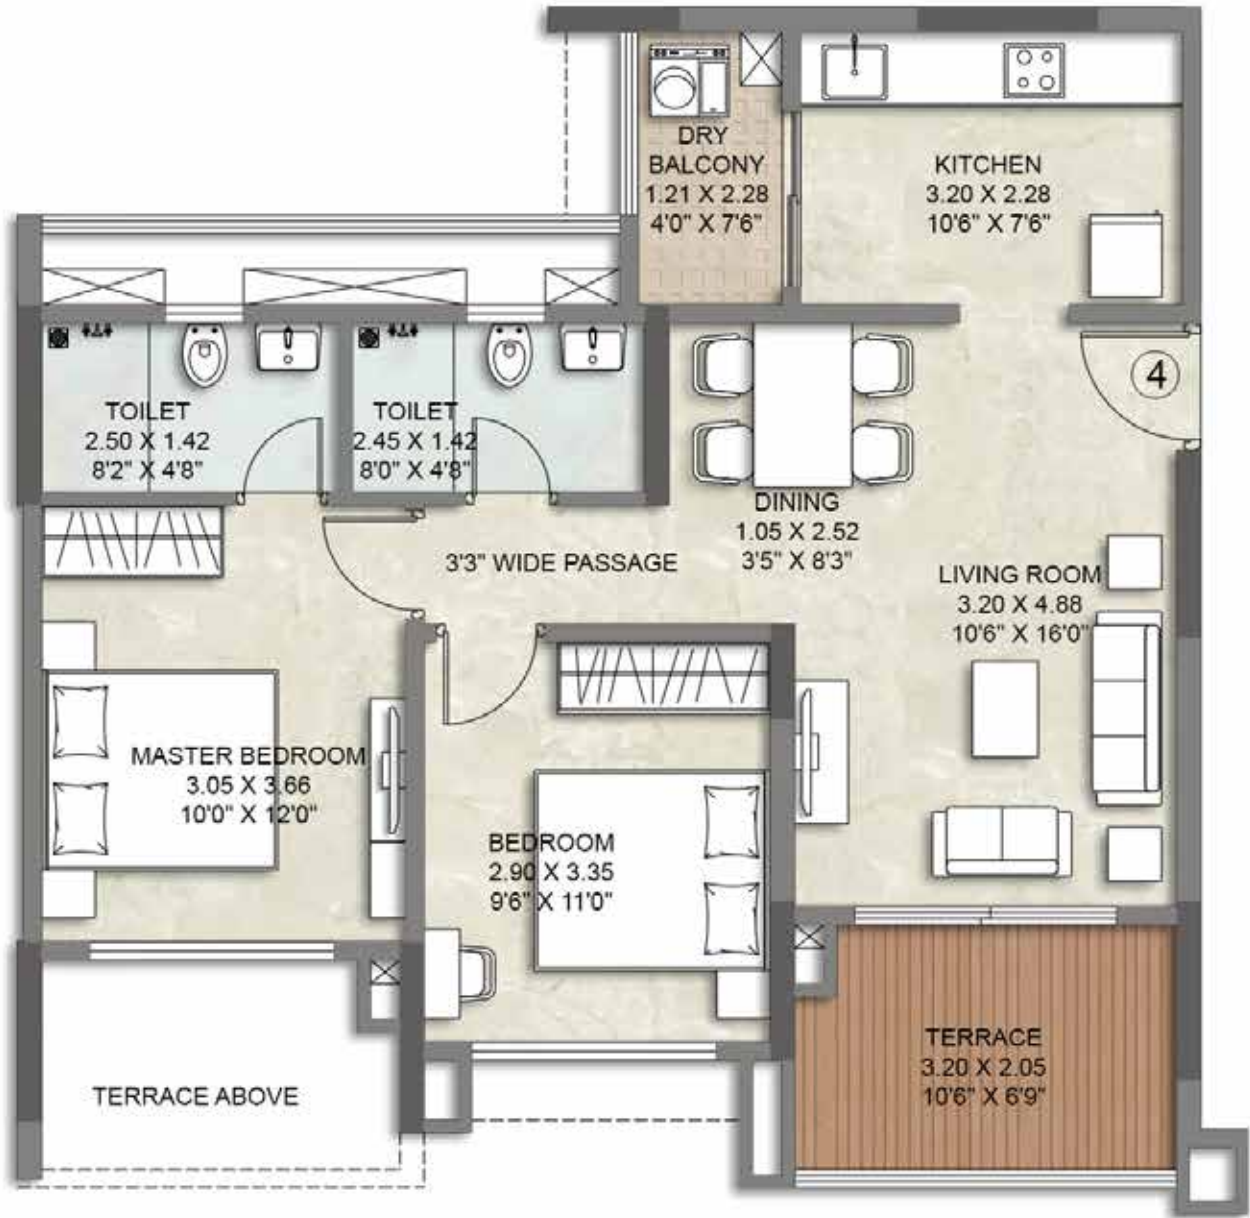 DRY
BALCONY
1.21 X 2.28
4'0" X 7'6"
KITCHEN
3.20 X 2.28
10'6" X 7'6"
4
TOILET
2.50 X 1.42
8'2" X 4'8"
TOILET
2.45 X 1.42
8'0" X 4'8"
DINING
1.05 X 2.52
3'5" X 8'3"
3'3" WIDE PASSAGE
LIVING ROOM
3.20 X 4.88
10'6" X 16'0"
MASTER BEDROOM
3.05 X 3.66
10'0" X 12'0"
BEDROOM
2.90 X 3.35
9'6" X 11'0"
TERRACE
3.20 X 2.05
10'6" X 6'9"
TERRACE ABOVE